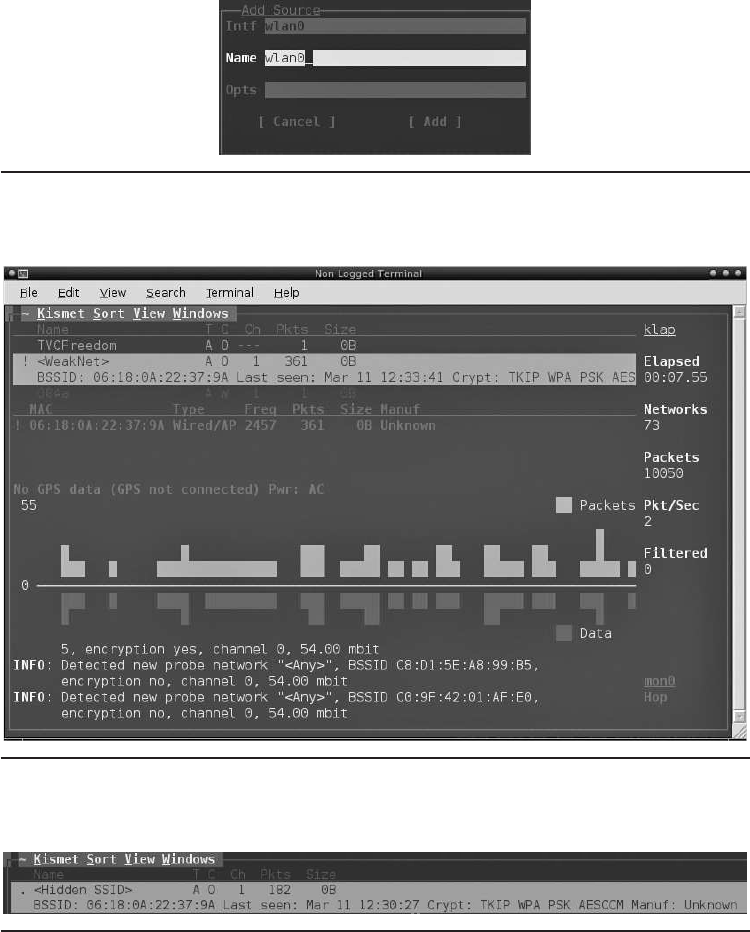 Add Source
Intf wlan0
Name wlan0_
Opts
[ Cancel ] [ Add ]
Non Logged Terminal
File Edit View Search Terminal Help
~ Kismet Sort View Windows
Name T C Ch Pkts Size
TVCFreedom A O --- 1 0B
! <WeakNet> A O 1 361 0B
BSSID: 06:18:0A:22:37:9A Last seen: Mar 11 12:33:41 Crypt: TKIP WPA PSK AES
A W 1 1 0B
MAC Type Freq Pkts Size Manuf
! 06:18:0A:22:37:9A Wired/AP 2457 361 0B Unknown
No GPS data (GPS not connected) Pwr: AC
55
Packets
0
Data
5, encryption yes, channel 0, 54.00 mbit
INFO: Detected new probe network "<Any>", BSSID C8:D1:5E:A8:99:B5,
encryption no, channel 0, 54.00 mbit
INFO: Detected new probe network "<Any>", BSSID C0:9F:42:01:AF:E0,
encryption no, channel 0, 54.00 mbit
klap
Elapsed
00:07.55
Networks
73
Packets
10050
Pkt/Sec
2
Filtered
0
mon0
Hop
~ Kismet Sort View Windows
Name T C Ch Pkts Size
. <Hidden SSID> A O 1 182 0B
BSSID: 06:18:0A:22:37:9A Last seen: Mar 11 12:30:27 Crypt: TKIP WPA PSK AESCCM Manuf: Unknown